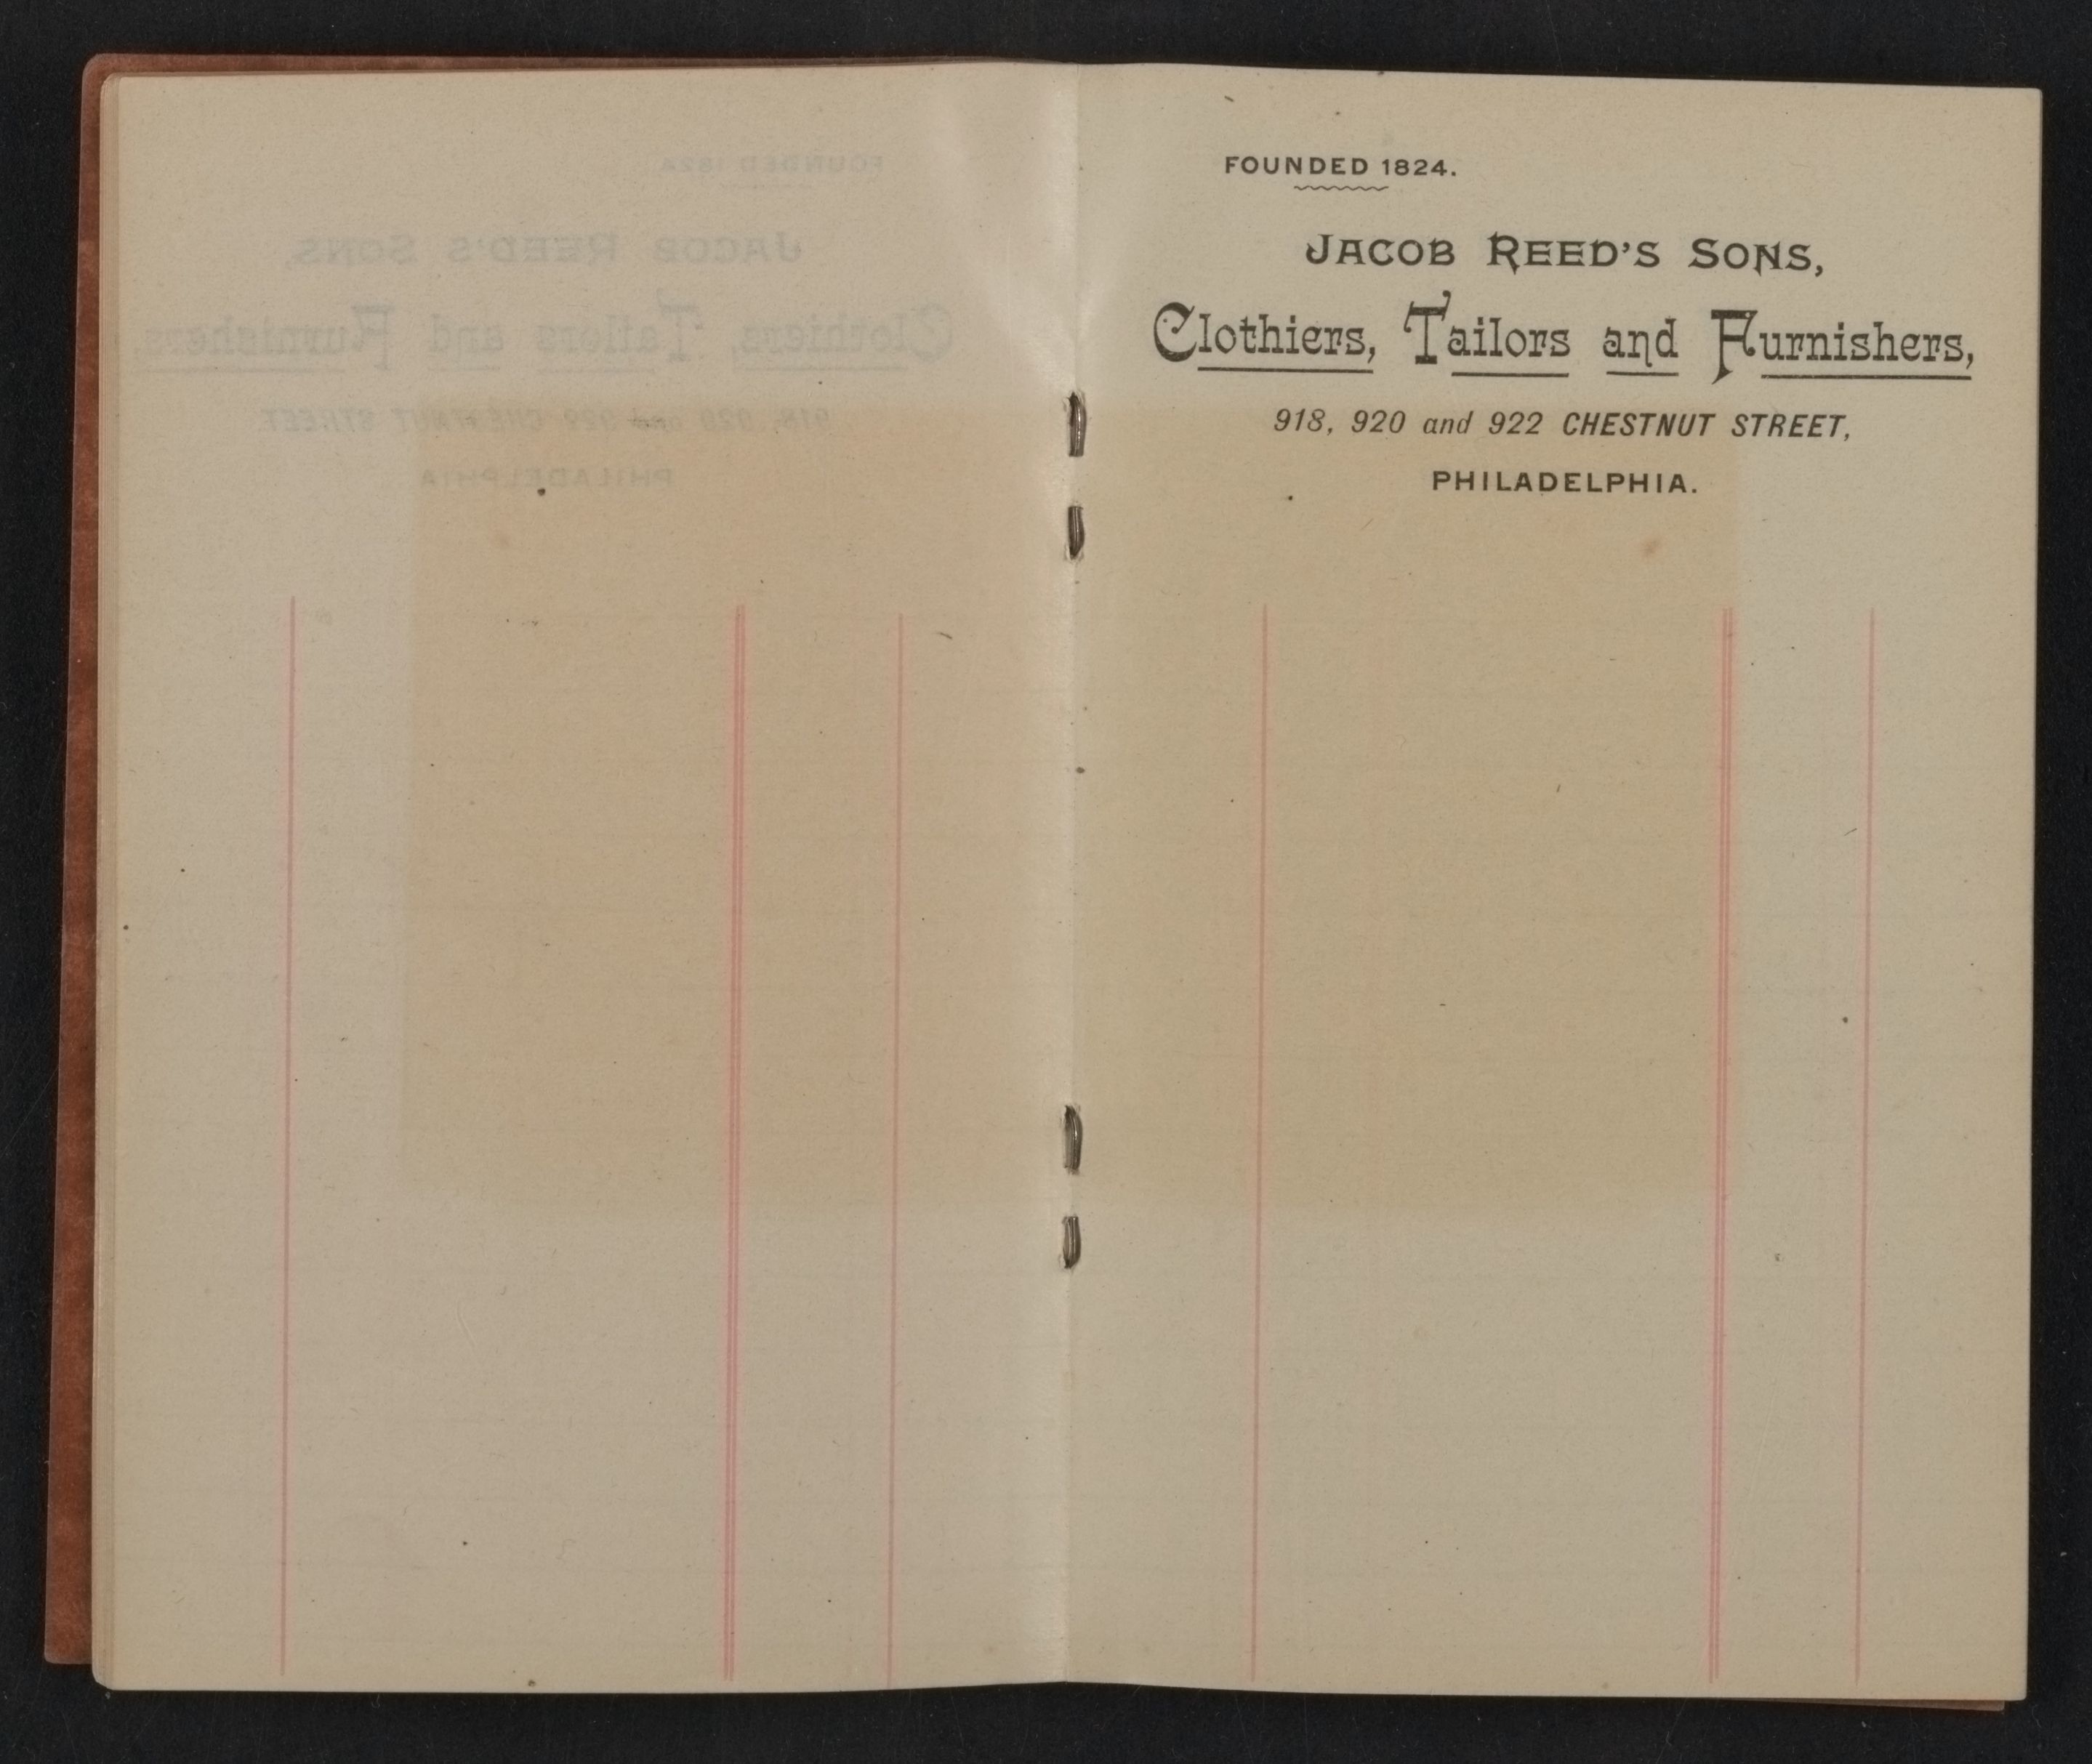 FOUNDED 1824.
JACOB REED'S SONS,
Clothiers, Tailors and Furnishers,
918, 920 and 922 CHESTNUT STREET,
PHILADELPHIA.